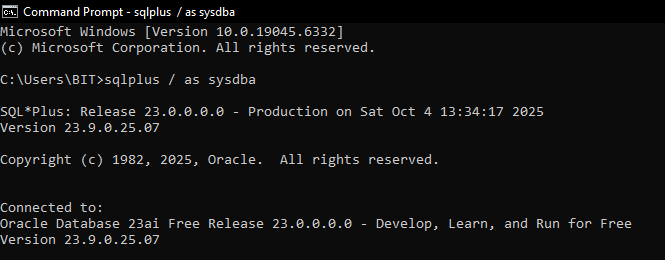 Command Prompt - sqlplus  / as sysdba
Microsoft Windows [Version 10.0.19045.6332]
(c) Microsoft Corporation. All rights reserved.
C:\Users\BIT>sqlplus / as sysdba
SQL*Plus: Release 23.0.0.0.0 - Production on Sat Oct 4 13:34:17 2025
Version 23.9.0.25.07
Copyright (c) 1982, 2025, Oracle.  All rights reserved.
Connected to:
Oracle Database 23ai Free Release 23.0.0.0.0 - Develop, Learn, and Run for Free
Version 23.9.0.25.07